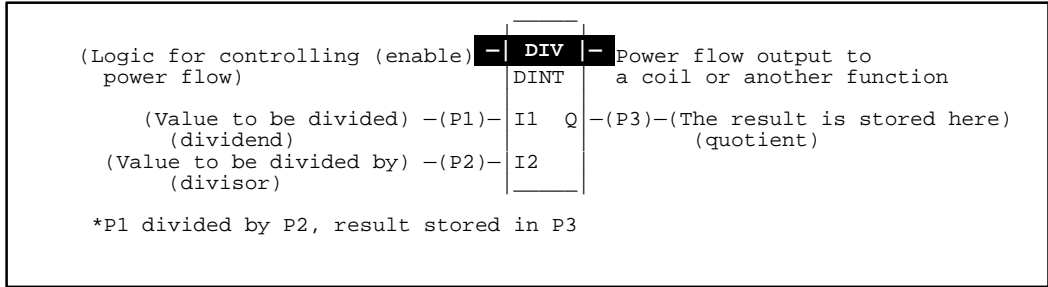 (Logic for controlling (enable) —| DIV |— Power flow output to
power flow) |DINT | a coil or another function
(Value to be divided) —(P1)—|I1 Q|—(P3)—(The result is stored here)
(dividend) (quotient)
(Value to be divided by) —(P2)—|I2
(divisor)
*P1 divided by P2, result stored in P3